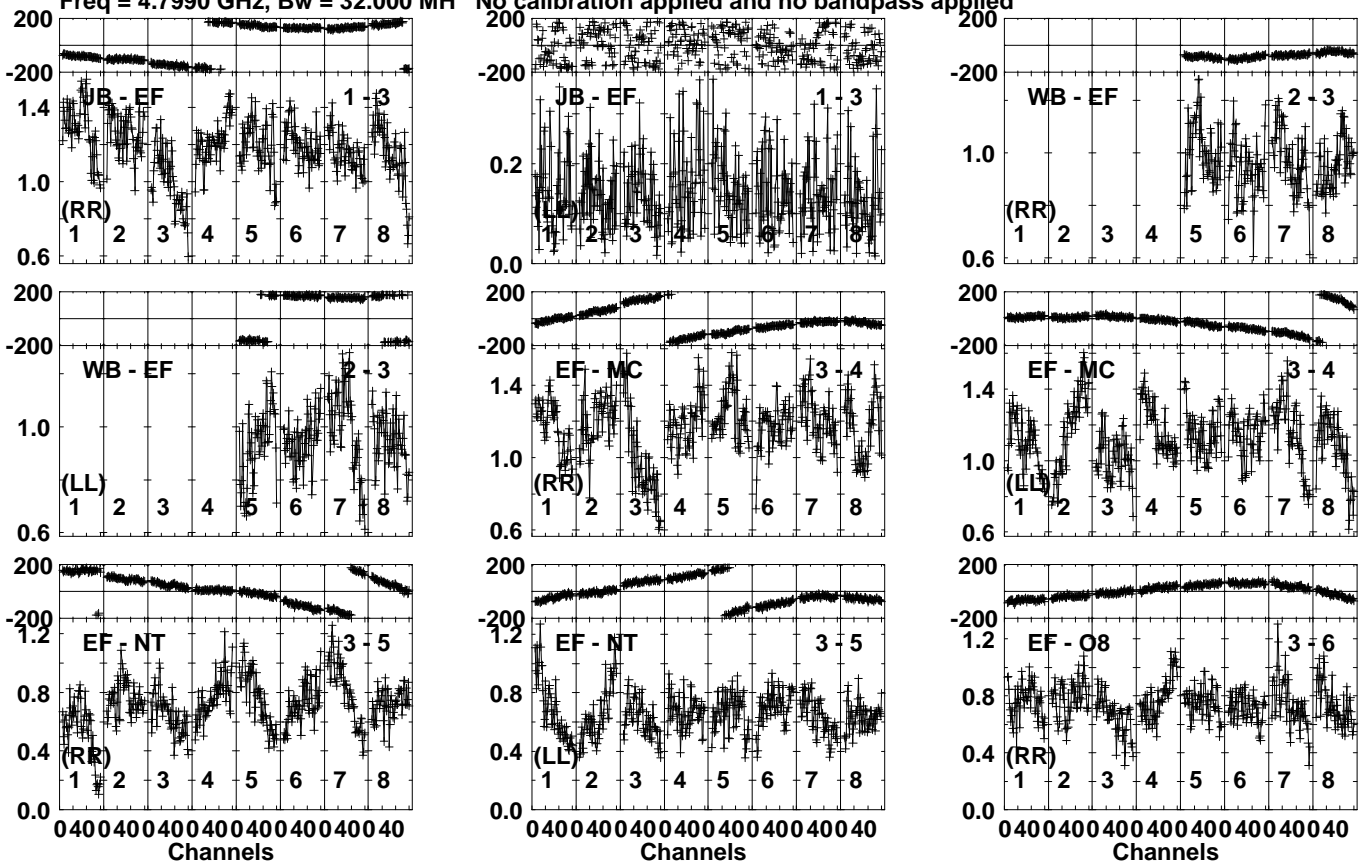 Freq = 4.7990 GHz, Bw = 32.000 MH No calibration applied and no bandpass applied
200
-200
JB - EF 1 - 3
1.4
1.0
0.6
(RR)
1 2 3 4 5 6 7 8
200
-200
JB - EF 1 - 3
0.2
0.0
(LL)
1 2 3 4 5 6 7 8
200
-200
WB - EF 2 - 3
1.0
0.6
(RR)
1 2 3 4 5 6 7 8
200
-200
WB - EF 2 - 3
1.0
0.6
(LL)
1 2 3 4 5 6 7 8
200
-200
EF - MC 3 - 4
1.4
1.0
0.6
(RR)
1 2 3 4 5 6 7 8
200
-200
EF - MC 3 - 4
1.4
1.0
0.6
(LL)
1 2 3 4 5 6 7 8
200
-200
EF - NT 3 - 5
1.2
0.8
0.4
0.0
(RR)
1 2 3 4 5 6 7 8
0 40 0 40 0 40 0 40 0 40 0 40 0 40 0 40
Channels
200
-200
EF - NT 3 - 5
1.2
0.8
0.4
0.0
(LL)
1 2 3 4 5 6 7 8
0 40 0 40 0 40 0 40 0 40 0 40 0 40 0 40
Channels
200
-200
EF - O8 3 - 6
1.2
0.8
0.4
0.0
(RR)
1 2 3 4 5 6 7 8
0 40 0 40 0 40 0 40 0 40 0 40 0 40 0 40
Channels